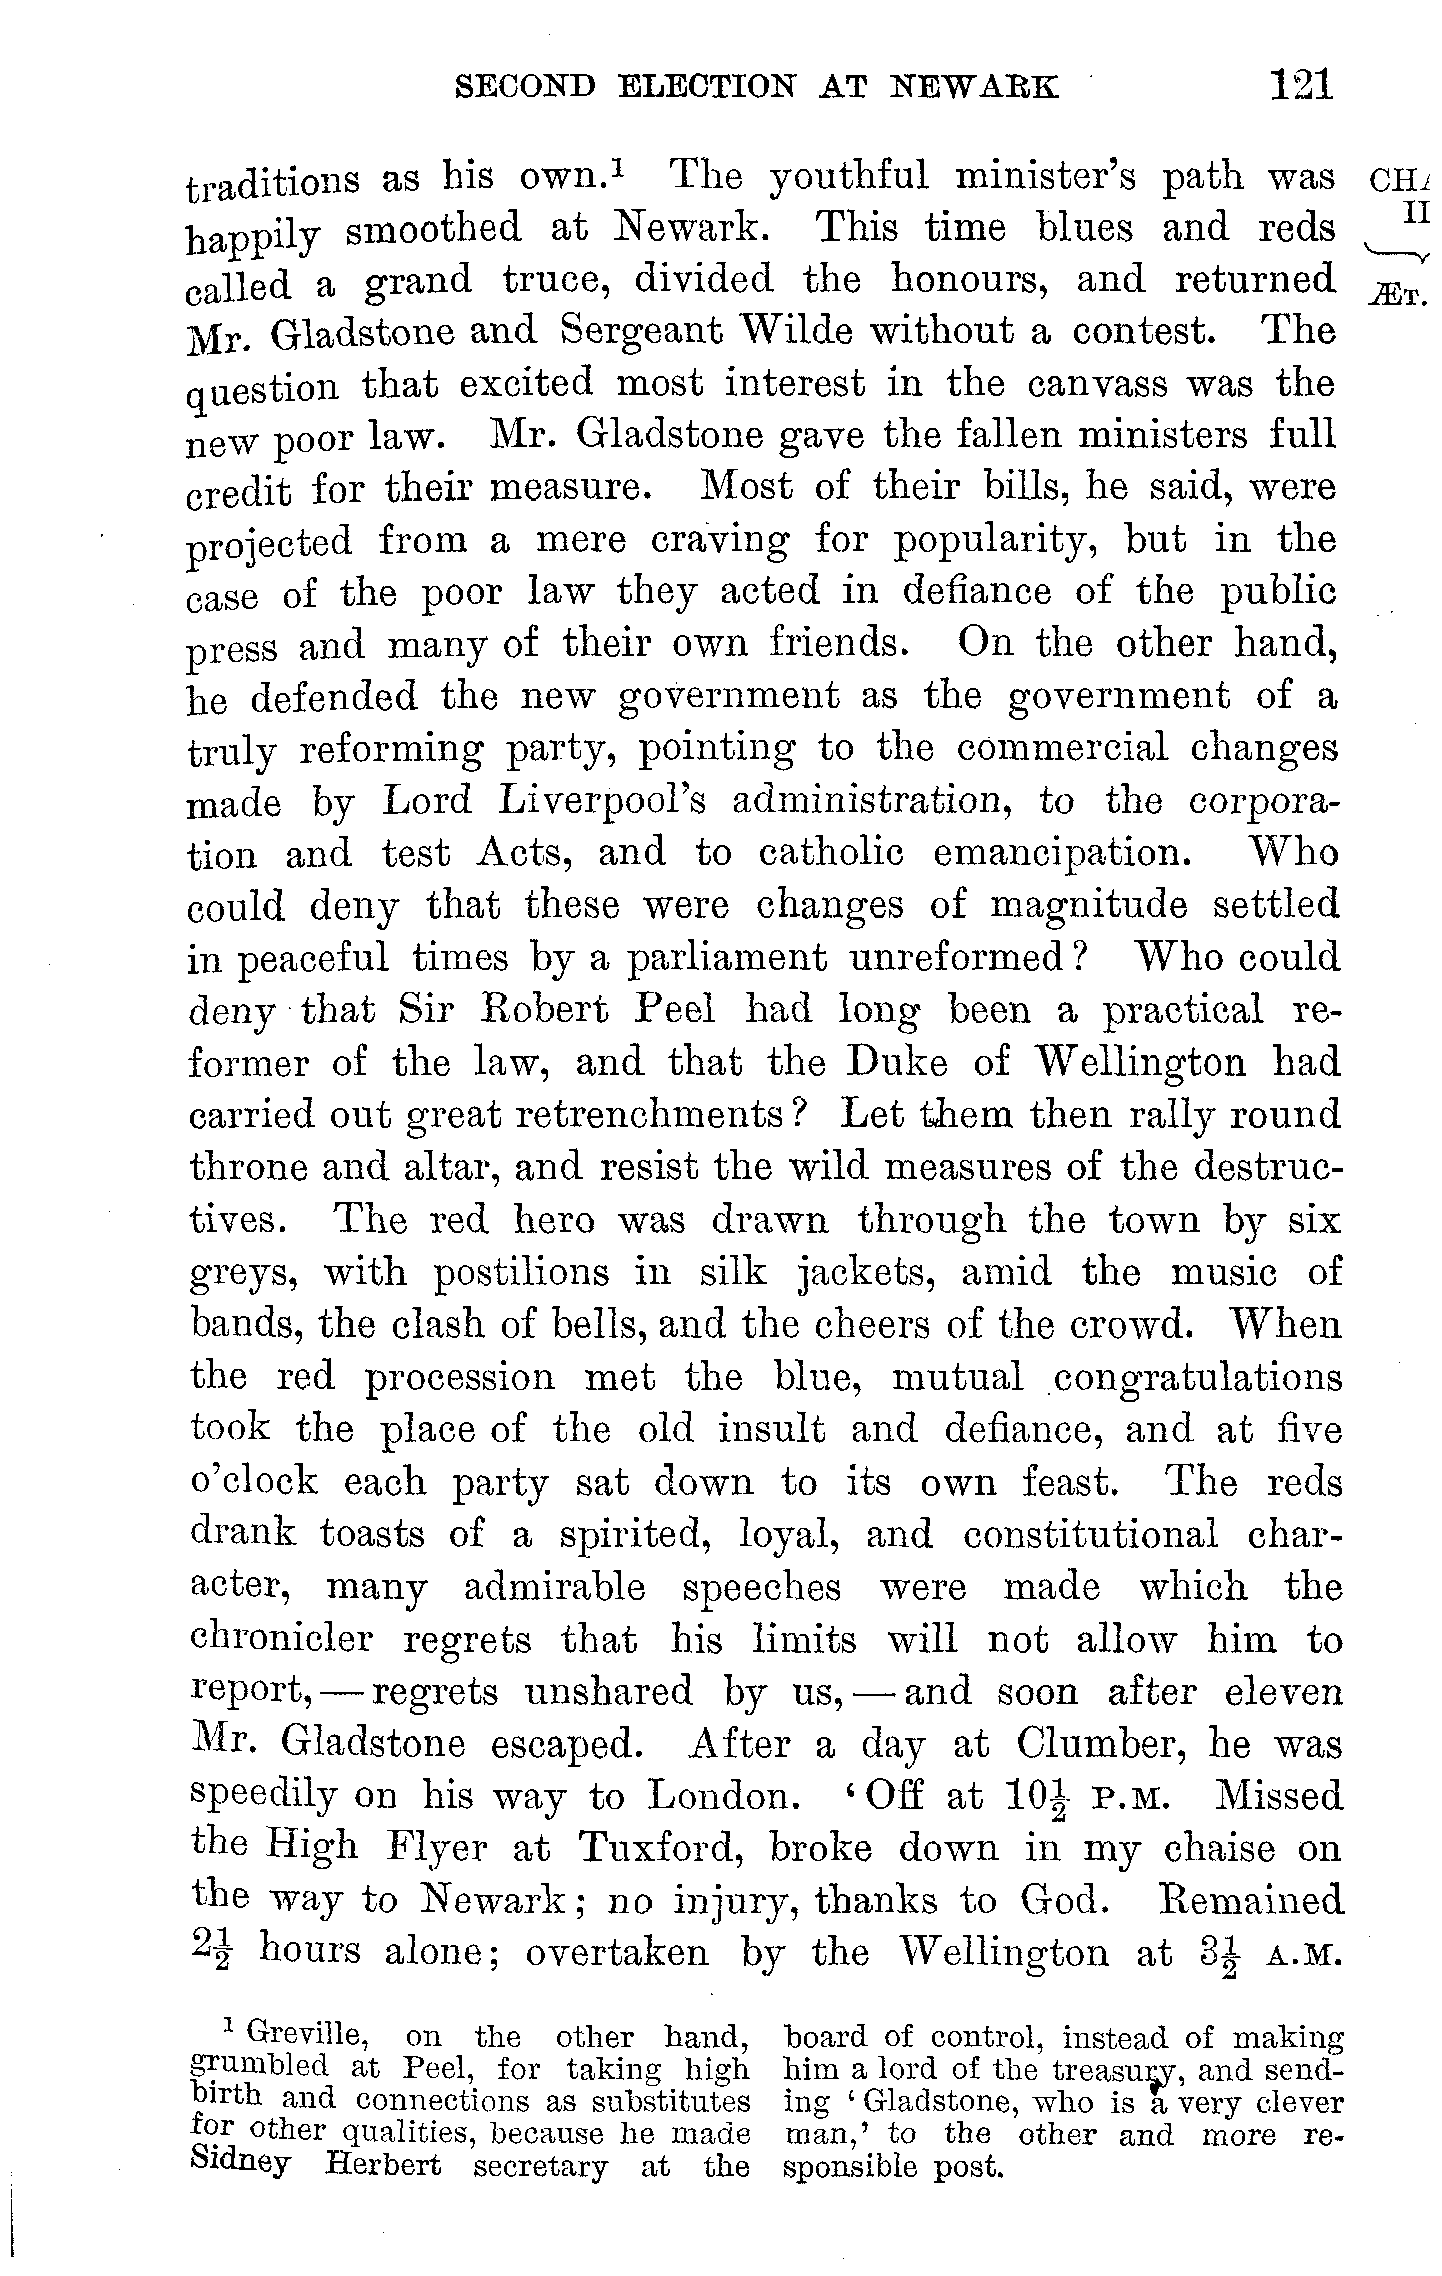 SECOND ELECTION AT NEWARK 121
traditions as his own.¹ The youthful minister's path was
happily smoothed at Newark. This time blues and reds
called a grand truce, divided the honours, and returned
Mr. Gladstone and Sergeant Wilde without a contest. The
question that excited most interest in the canvass was the
new poor law. Mr. Gladstone gave the fallen ministers full
credit for their measure. Most of their bills, he said, were
projected from a mere craving for popularity, but in the
case of the poor law they acted in defiance of the public
press and many of their own friends. On the other hand,
he defended the new government as the government of a
truly reforming party, pointing to the commercial changes
made by Lord Liverpool's administration, to the corpora-
tion and test Acts, and to catholic emancipation. Who
could deny that these were changes of magnitude settled
in peaceful times by a parliament unreformed? Who could
deny that Sir Robert Peel had long been a practical re-
former of the law, and that the Duke of Wellington had
carried out great retrenchments? Let them then rally round
throne and altar, and resist the wild measures of the destruc-
tives. The red hero was drawn through the town by six
greys, with postilions in silk jackets, amid the music of
bands, the clash of bells, and the cheers of the crowd. When
the red procession met the blue, mutual congratulations
took the place of the old insult and defiance, and at five
o'clock each party sat down to its own feast. The reds
drank toasts of a spirited, loyal, and constitutional char-
acter, many admirable speeches were made which the
chronicler regrets that his limits will not allow him to
report,—regrets unshared by us,—and soon after eleven
Mr. Gladstone escaped. After a day at Clumber, he was
speedily on his way to London. 'Off at 10½ P.M. Missed
the High Flyer at Tuxford, broke down in my chaise on
the way to Newark; no injury, thanks to God. Remained
2½ hours alone; overtaken by the Wellington at 3½ A.M.
CHA
II
ÆT.
¹ Greville, on the other hand,
grumbled at Peel, for taking high
birth and connections as substitutes
for other qualities, because he made
Sidney Herbert secretary at the
board of control, instead of making
him a lord of the treasury, and send-
ing 'Gladstone, who is a very clever
man,' to the other and more re-
sponsible post.